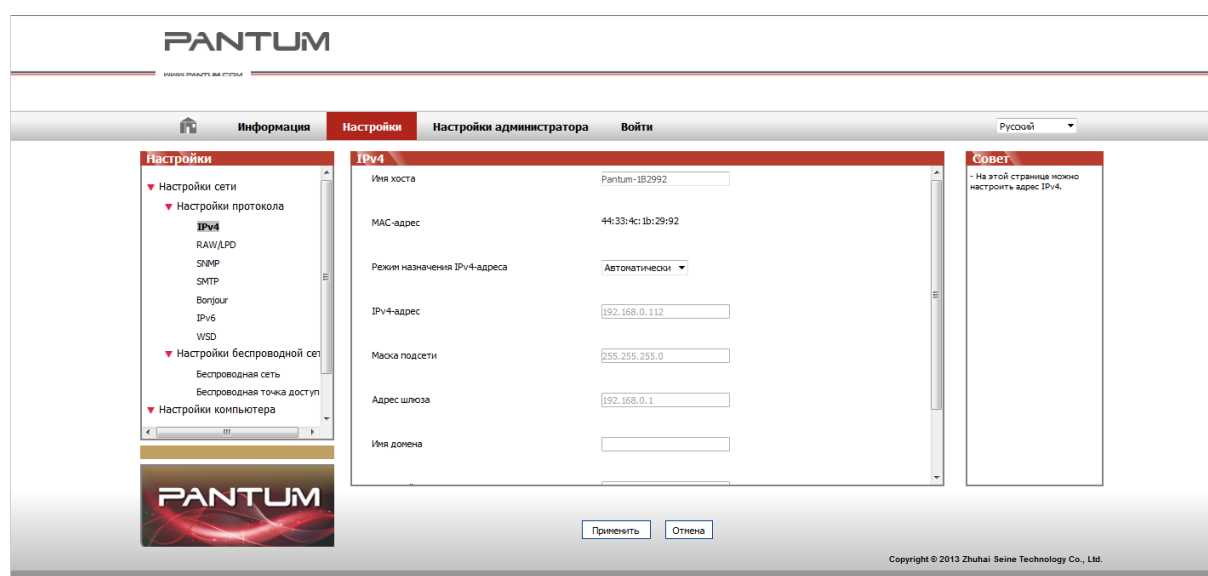 PANTUM
WWW.PANTUM.COM
Информация
Настройки
Настройки администратора
Войти
Русский
Настройки
Настройки сети
Настройки протокола
IPv4
RAW/LPD
SNMP
SMTP
Bonjour
IPv6
WSD
Настройки беспроводной сет
Беспроводная сеть
Беспроводная точка доступ
Настройки компьютера
PANTUM
IPv4
Имя хоста
Pantum-1B2992
MAC-адрес
44:33:4c:1b:29:92
Режим назначения IPv4-адреса
Автоматически
IPv4-адрес
192.168.0.112
Маска подсети
255.255.255.0
Адрес шлюза
192.168.0.1
Имя домена
Применить
Отмена
Совет
- На этой странице можно
настроить адрес IPv4.
Copyright © 2013 Zhuhai Seine Technology Co., Ltd.